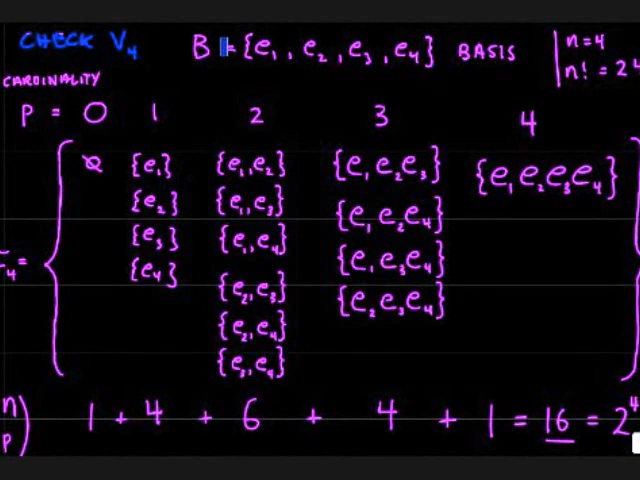 CHECK V₄ B = {e₁, e₂, e₃, e₄} BASIS n=4
CARDINALITY n! = 24
P = 0 1 2 3 4
∅ {e₁} {e₁,e₂} {e₁e₂e₃} {e₁e₂e₃e₄}
{e₂} {e₁,e₃} {e₁e₂e₄}
{e₃} {e₁,e₄} {e₁e₃e₄}
{e₄} {e₂,e₃} {e₂e₃e₄}
{e₂,e₄}
{e₃,e₄}
n
p) 1 + 4 + 6 + 4 + 1 = 16 = 2⁴